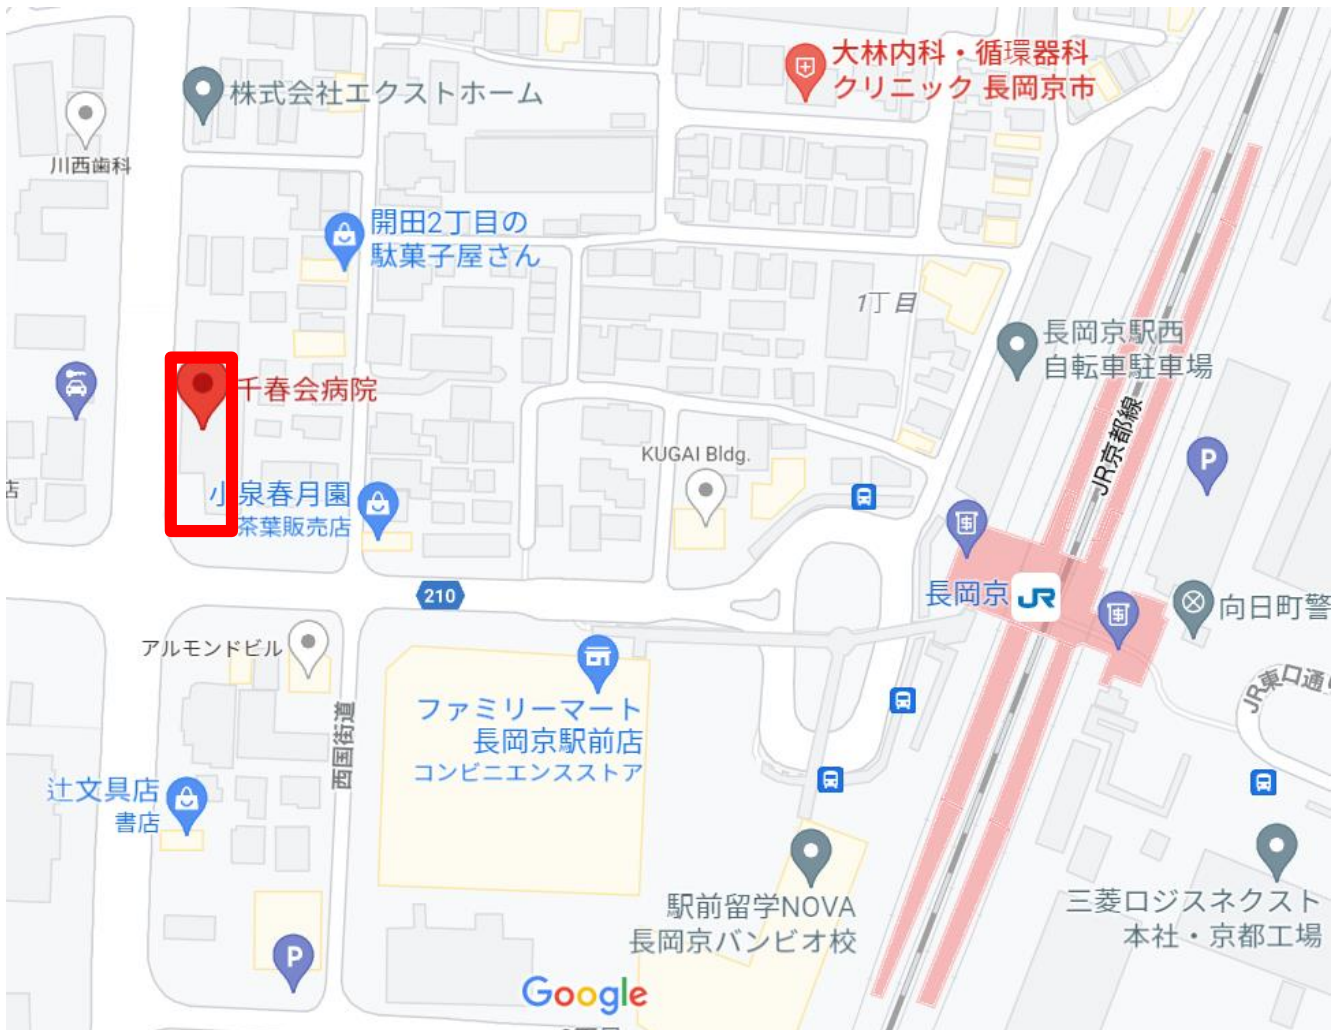 大林内科・循環器科
クリニック 長岡京市
株式会社エクストホーム
川西歯科
開田2丁目の
駄菓子屋さん
1丁目
長岡京駅西
自転車駐車場
千春会病院
JR京都線
KUGAI Bldg.
P
店
小泉春月園
茶葉販売店
210
長岡京
JR
向日町警
アルモンドビル
JR東口通り
西国街道
ファミリーマート
長岡京駅前店
コンビニエンスストア
辻文具店
書店
駅前留学NOVA
長岡京バンビオ校
三菱ロジスネクスト
本社・京都工場
P
Google